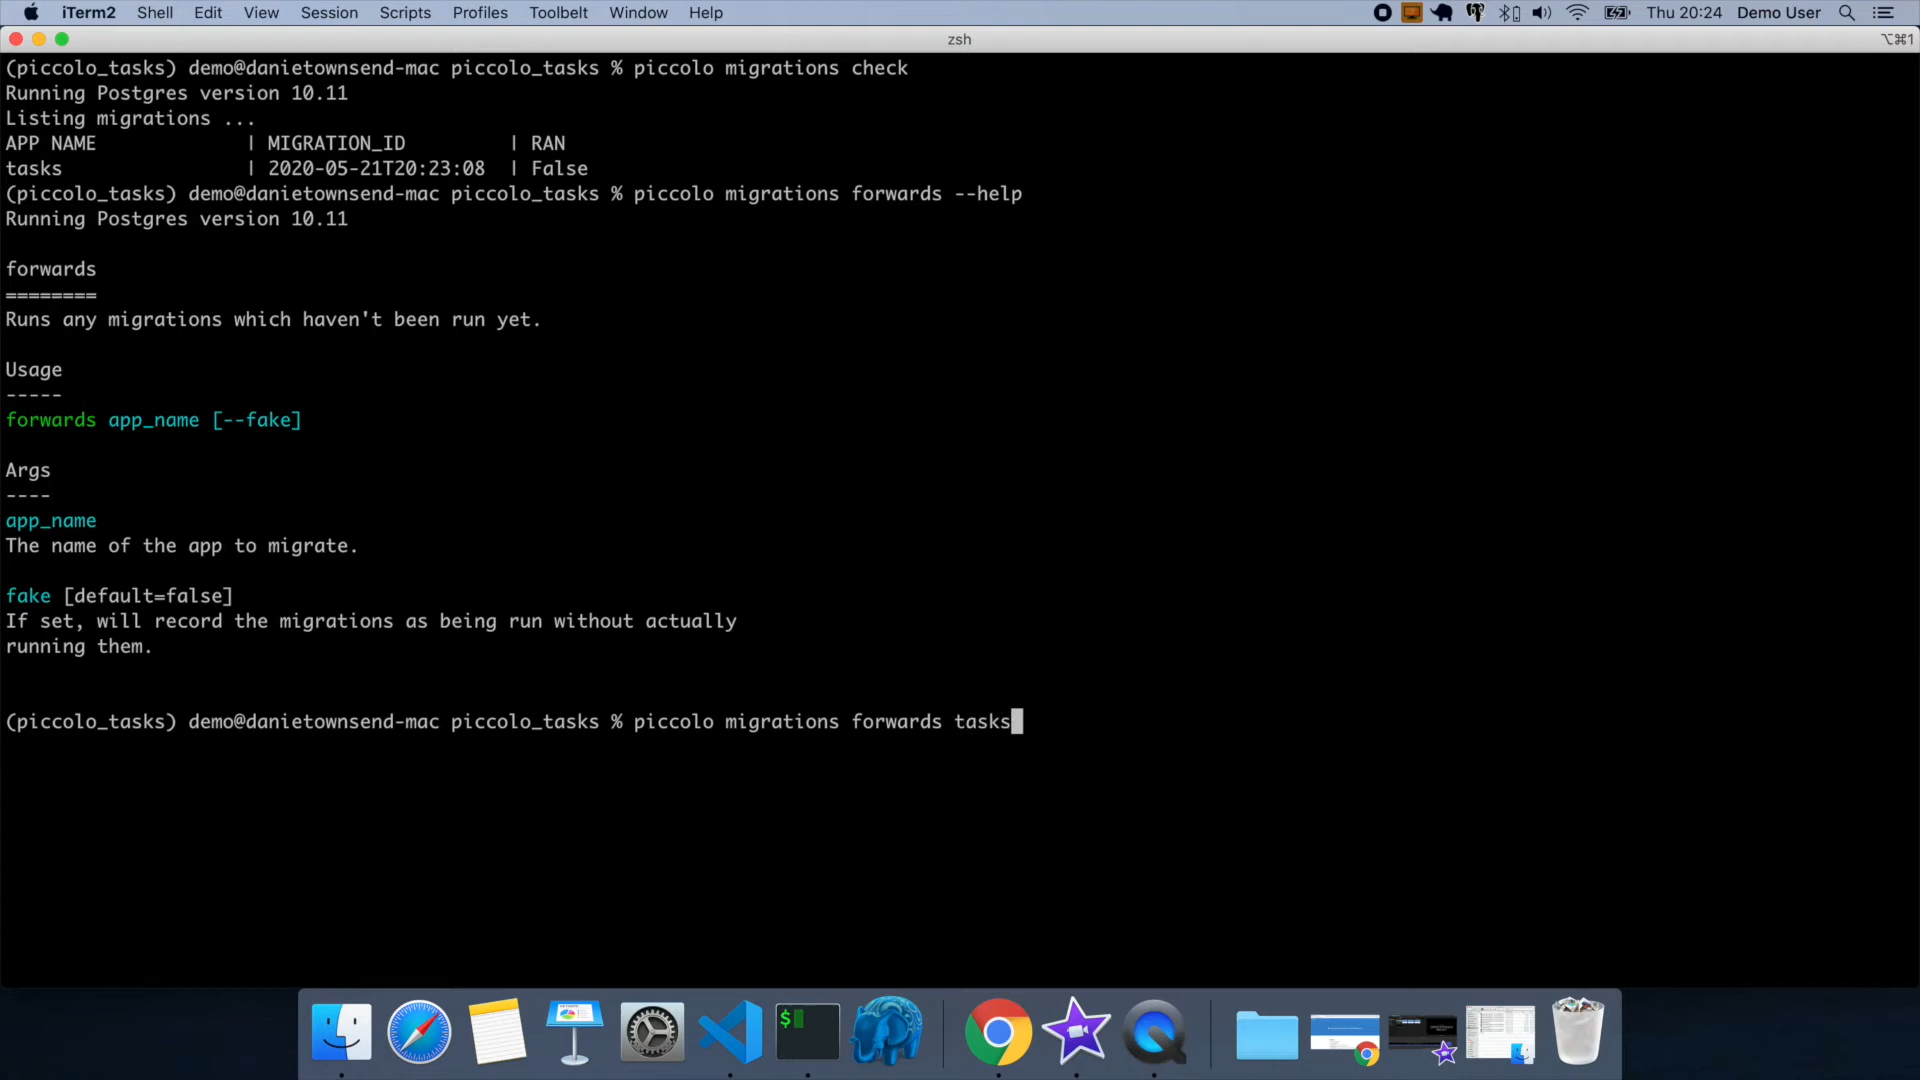 iTerm2 Shell Edit View Session Scripts Profiles Toolbelt Window Help Thu 20:24 Demo User
zsh ⌥⌘1
(piccolo_tasks) demo@danietownsend-mac piccolo_tasks % piccolo migrations check
Running Postgres version 10.11
Listing migrations ...
APP NAME | MIGRATION_ID | RAN
tasks | 2020-05-21T20:23:08 | False
(piccolo_tasks) demo@danietownsend-mac piccolo_tasks % piccolo migrations forwards --help
Running Postgres version 10.11
forwards
========
Runs any migrations which haven't been run yet.
Usage
-----
forwards app_name [--fake]
Args
----
app_name
The name of the app to migrate.
fake [default=false]
If set, will record the migrations as being run without actually
running them.
(piccolo_tasks) demo@danietownsend-mac piccolo_tasks % piccolo migrations forwards tasks
$